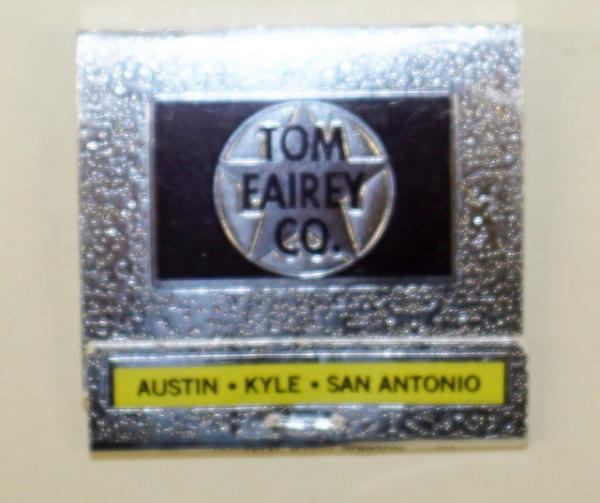 TOM
FAIREY
CO.
AUSTIN • KYLE • SAN ANTONIO